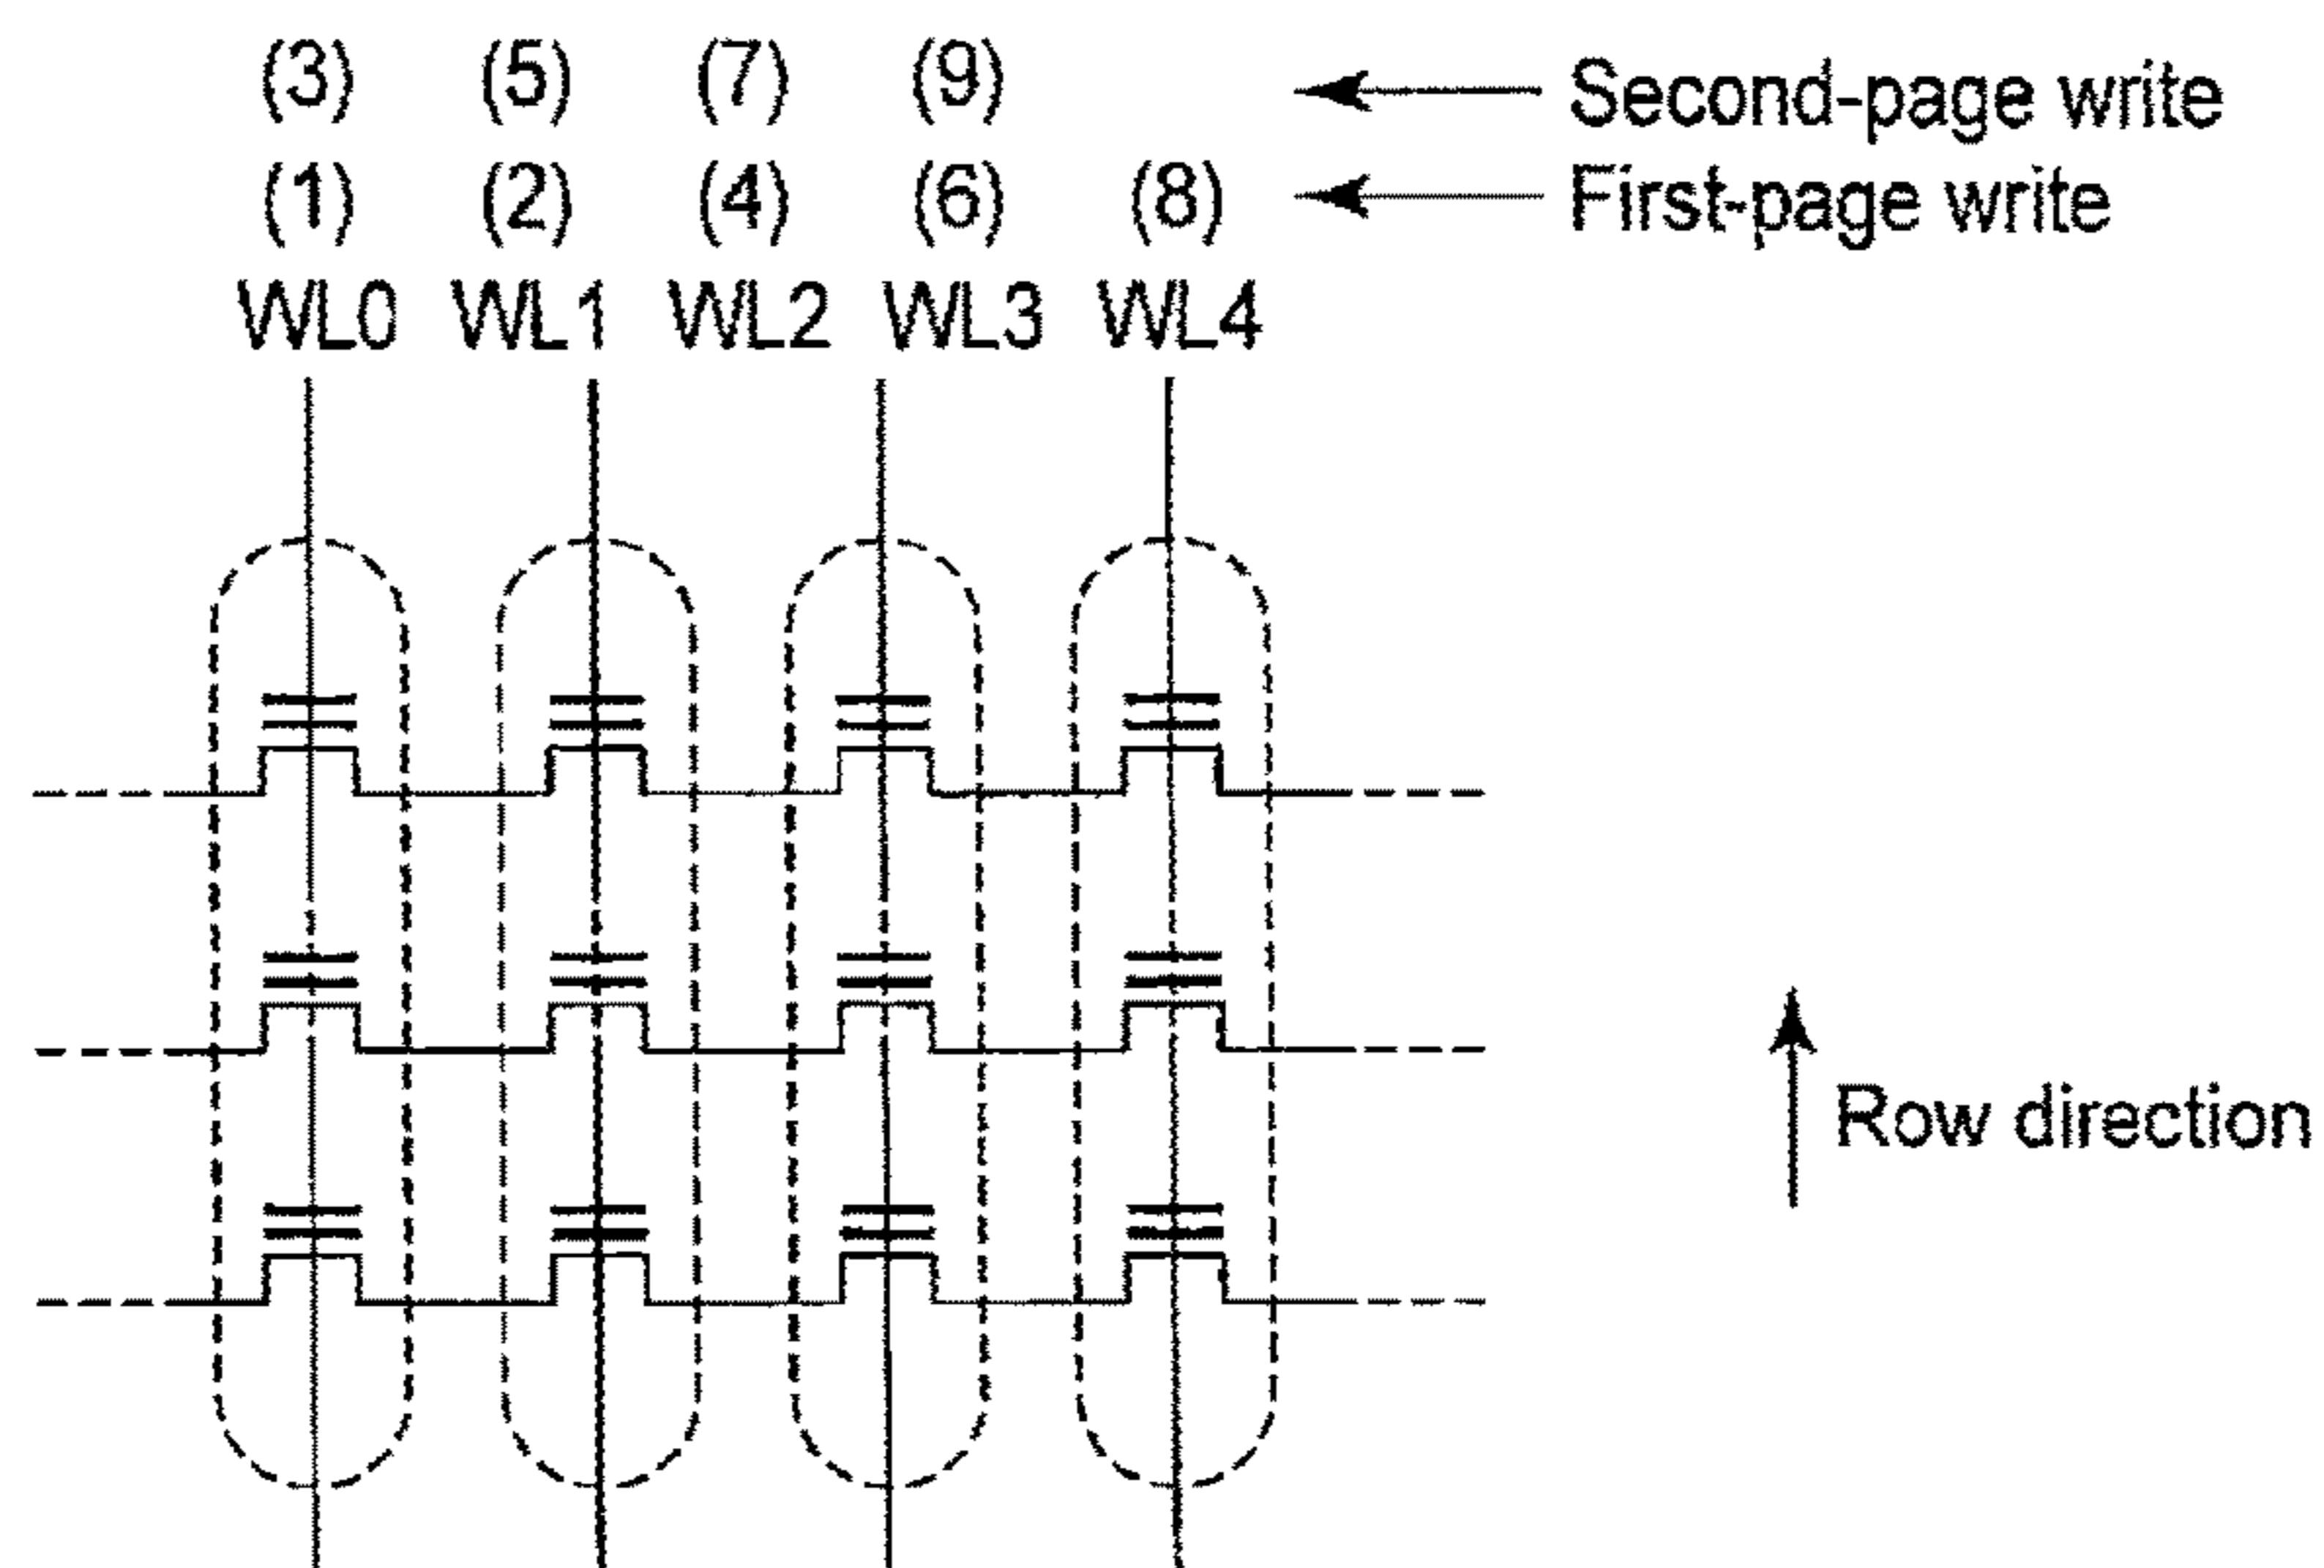 (3) (5) (7) (9) Second-page write
(1) (2) (4) (6) (8) First-page write
WL0 WL1 WL2 WL3 WL4
Row direction